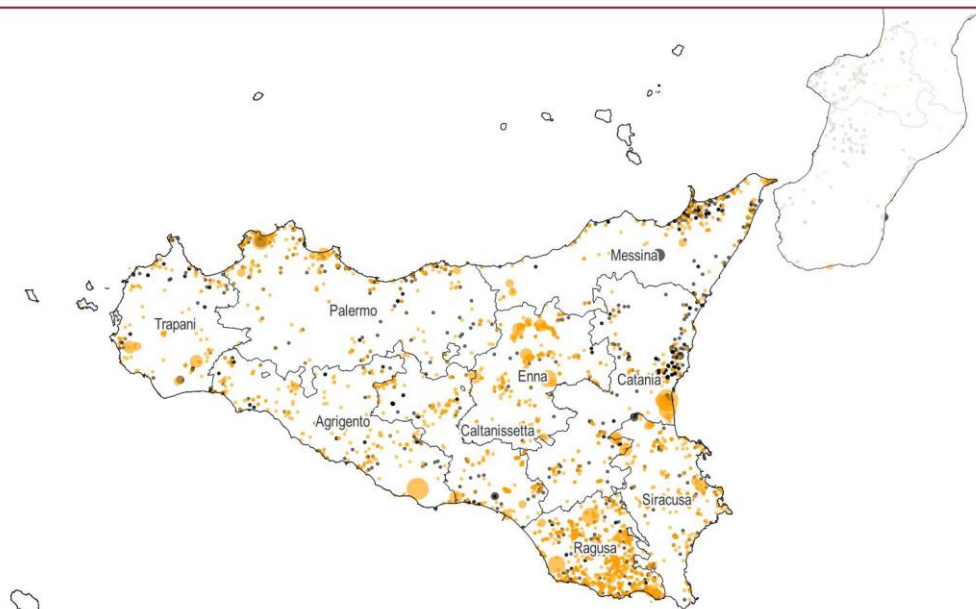 Messina
Palermo
Trapani
Enna
Catania
Agrigento
Caltanissetta
Siracusa
Ragusa